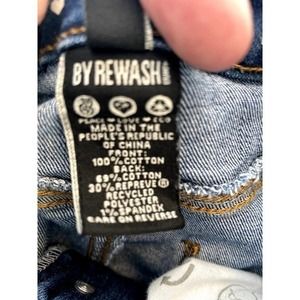 BY REWASH
PEACE • LOVE • ECO
MADE IN THE
PEOPLE'S REPUBLIC
OF CHINA
FRONT:
100% COTTON
BACK:
69% COTTON
30% REPREVE®
RECYCLED
POLYESTER
1% SPANDEX
CARE ON REVERSE